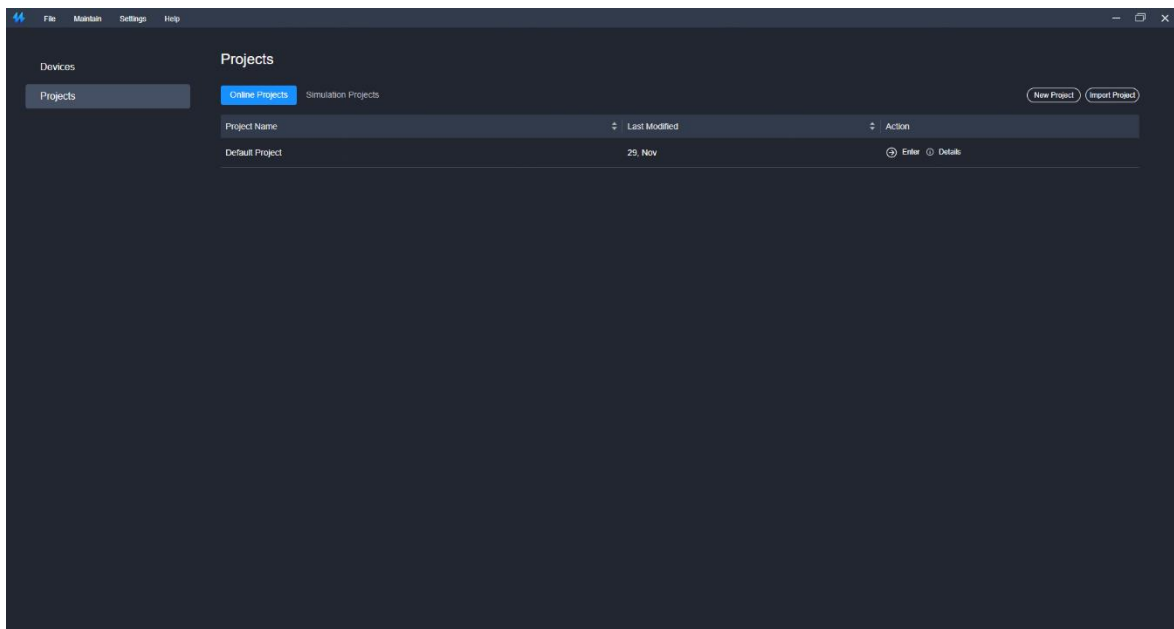 File Maintain Settings Help
Devices
Projects
Projects
Online Projects Simulation Projects New Project Import Project
Project Name Last Modified Action
Default Project 29, Nov Enter Details